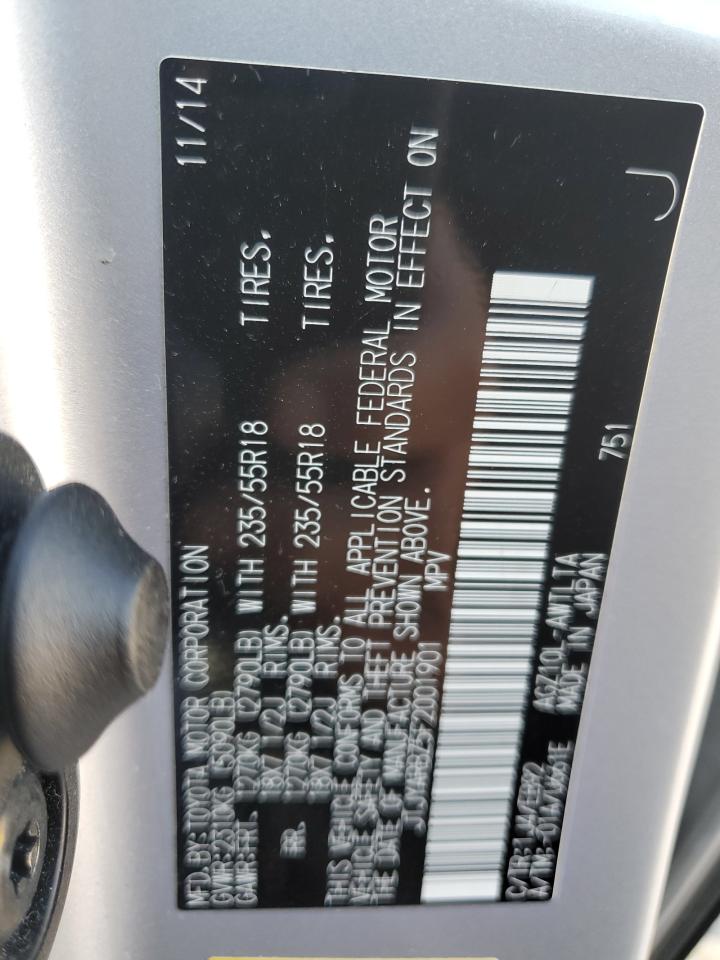 MFD. BY: TOYOTA MOTOR CORPORATION 11/14
GVWR: 2310KG (5090LB)
GAWR: FRT. 1270KG (2790LB) WITH 235/55R18 TIRES,
18X7 1/2J RIMS.
RR. 1270KG (2790LB) WITH 235/55R18 TIRES,
18X7 1/2J RIMS.
THIS VEHICLE CONFORMS TO ALL APPLICABLE FEDERAL MOTOR
VEHICLE SAFETY AND THEFT PREVENTION STANDARDS IN EFFECT ON
THE DATE OF MANUFACTURE SHOWN ABOVE.
MPV
C/TR:
A/TM: MADE IN JAPAN 751
J